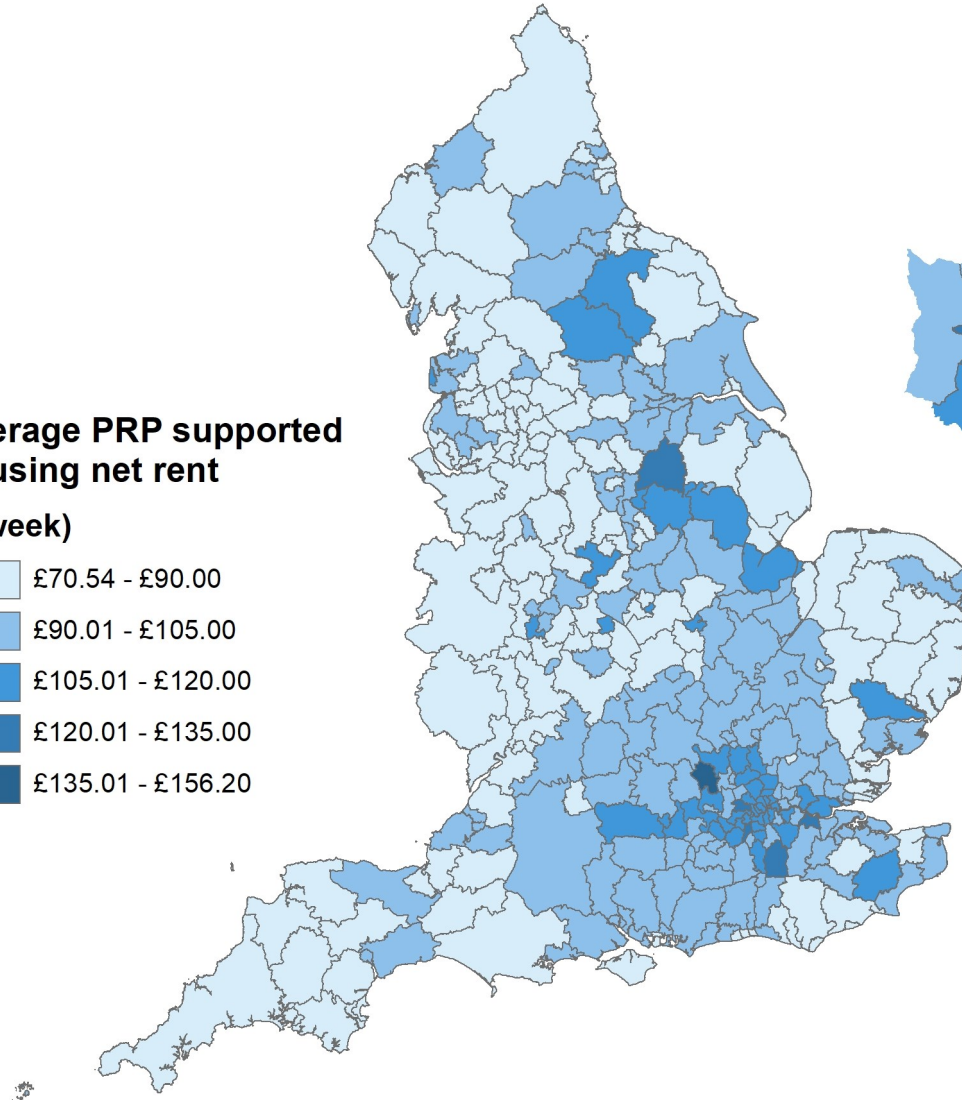 erage PRP supported
using net rent
week)
£70.54 - £90.00
£90.01 - £105.00
£105.01 - £120.00
£120.01 - £135.00
£135.01 - £156.20